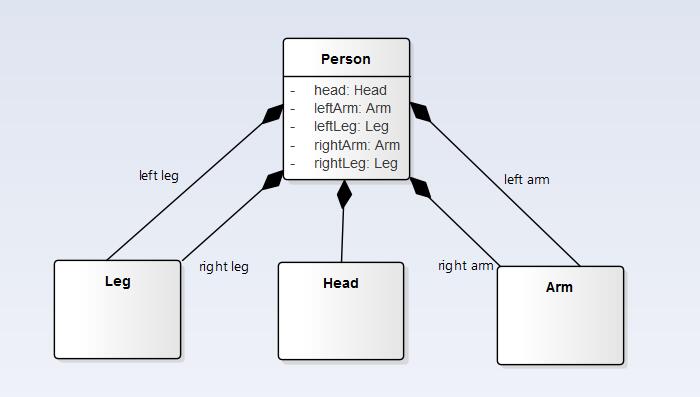 Person
- head: Head
- leftArm: Arm
- leftLeg: Leg
- rightArm: Arm
- rightLeg: Leg
left leg
left arm
right leg
right arm
Leg
Head
Arm